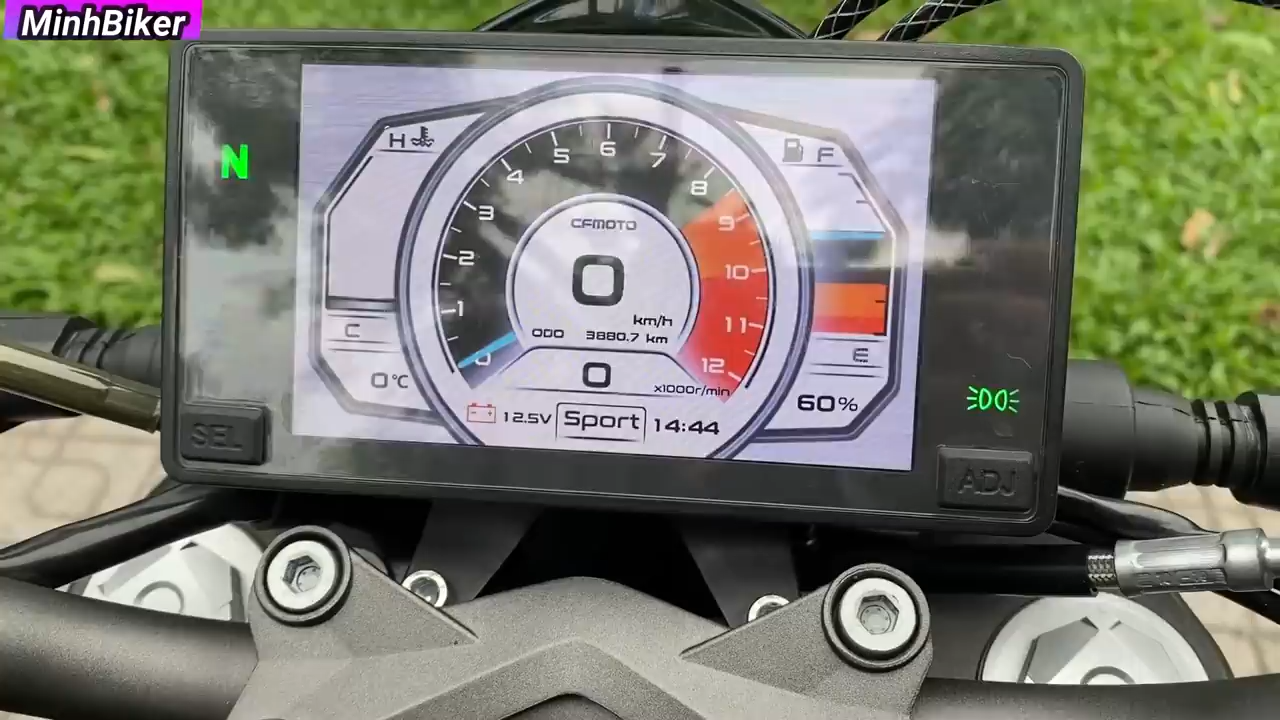 MinhBiker
N
H
F
6
5
7
4
8
3
9
2
10
1
11
0
12
CFMOTO
0
km/h
ODO 3880.7 km
0
x1000r/min
C
E
0°C
60%
12.5V
Sport
14:44
SEL
ADJ